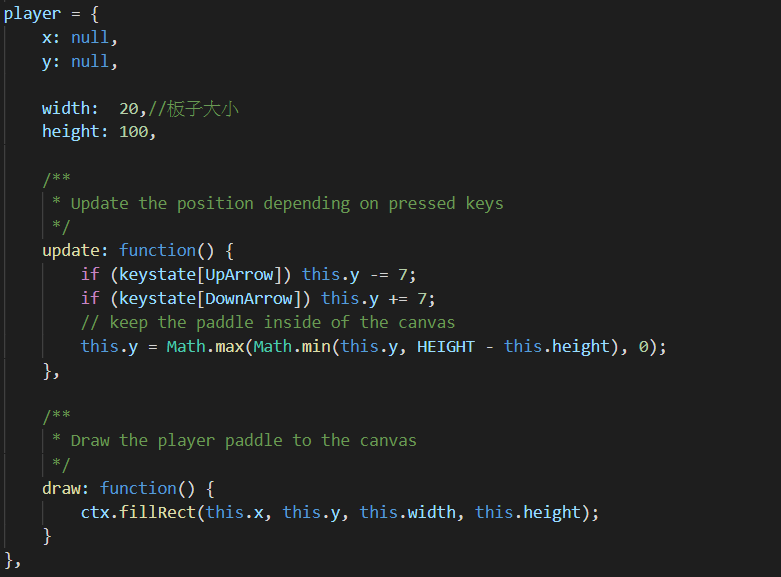 player = {
x: null,
y: null,
width:  20,//板子大小
height: 100,
/**
* Update the position depending on pressed keys
*/
update: function() {
if (keystate[UpArrow]) this.y -= 7;
if (keystate[DownArrow]) this.y += 7;
// keep the paddle inside of the canvas
this.y = Math.max(Math.min(this.y, HEIGHT - this.height), 0);
},
/**
* Draw the player paddle to the canvas
*/
draw: function() {
ctx.fillRect(this.x, this.y, this.width, this.height);
}
},